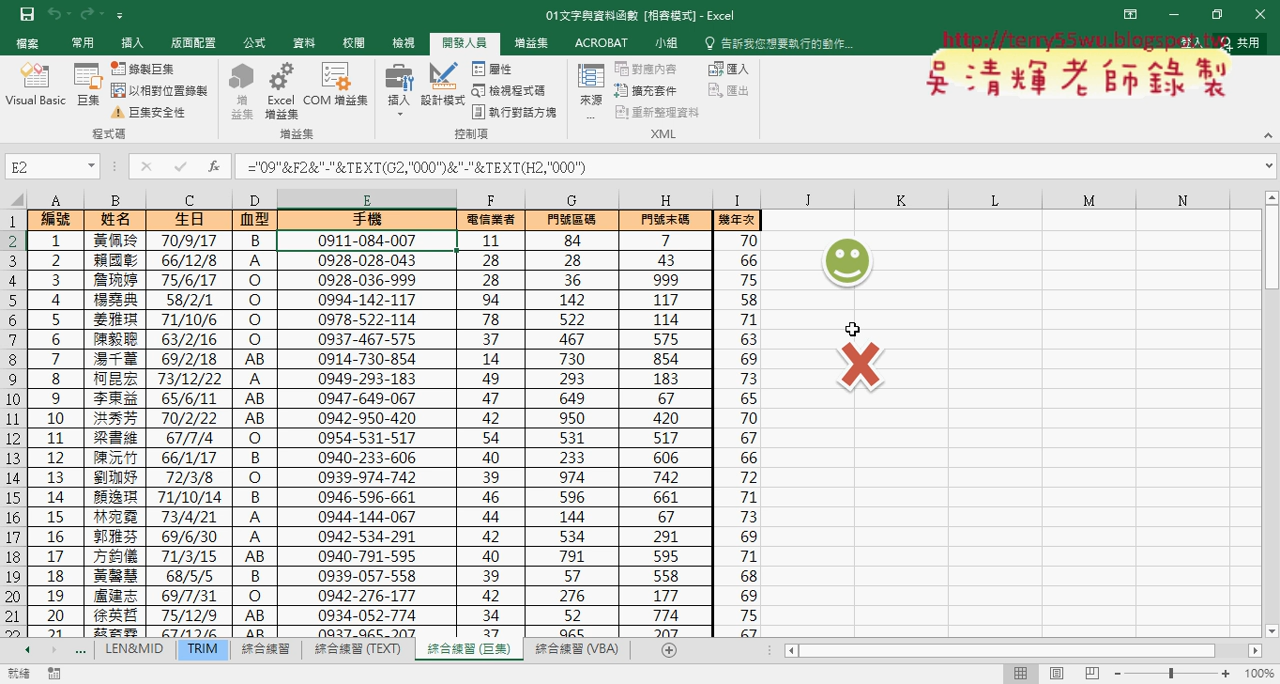 01文字與資料函數 [相容模式] - Excel
檔案 常用 插入 版面配置 公式 資料 校閱 檢視 開發人員 增益集 ACROBAT 小組 告訴我您想要執行的動作... 登入 共用
http://terry55wu.blogspot.tw
吳清輝老師錄製
Visual Basic 巨集 錄製巨集 以相對位置錄製 巨集安全性 程式碼
增益集 Excel 增益集 COM 增益集 增益集
插入 設計模式 屬性 檢視程式碼 執行對話方塊 控制項
來源... 對應內容 擴充套件 重新整理資料 匯入 匯出 XML
E2 fx ="09"&F2&"-"&TEXT(G2,"000")&"-"&TEXT(H2,"000")
A B C D E F G H I J K L M N
1 編號 姓名 生日 血型 手機 電信業者 門號區碼 門號末碼 幾年次
2 1 黃佩玲 70/9/17 B 0911-084-007 11 84 7 70
3 2 賴國彰 66/12/8 A 0928-028-043 28 28 43 66
4 3 詹琬婷 75/6/17 O 0928-036-999 28 36 999 75
5 4 楊堯典 58/2/1 O 0994-142-117 94 142 117 58
6 5 姜雅琪 71/10/6 O 0978-522-114 78 522 114 71
7 6 陳毅聰 63/2/16 O 0937-467-575 37 467 575 63
8 7 湯千薰 69/2/18 AB 0914-730-854 14 730 854 69
9 8 柯昆宏 73/12/22 A 0949-293-183 49 293 183 73
10 9 李東益 65/6/11 AB 0947-649-067 47 649 67 65
11 10 洪秀芳 70/2/22 AB 0942-950-420 42 950 420 70
12 11 梁書維 67/7/4 O 0954-531-517 54 531 517 67
13 12 陳沅竹 66/1/17 B 0940-233-606 40 233 606 66
14 13 劉珈妤 72/3/8 O 0939-974-742 39 974 742 72
15 14 顏逸琪 71/10/14 B 0946-596-661 46 596 661 71
16 15 林宛霓 73/4/21 A 0944-144-067 44 144 67 73
17 16 郭雅芬 69/6/30 A 0942-534-291 42 534 291 69
18 17 方鈞儀 71/3/15 AB 0940-791-595 40 791 595 71
19 18 黃馨慧 68/5/5 B 0939-057-558 39 57 558 68
20 19 盧建志 69/7/31 O 0942-276-177 42 276 177 69
21 20 徐英哲 75/12/9 AB 0934-052-774 34 52 774 75
22 21 67/12/6 AB 0937-965-207 37 965 207 67
... LEN&MID TRIM 綜合練習 綜合練習 (TEXT) 綜合練習 (巨集) 綜合練習 (VBA)
就緒 100%